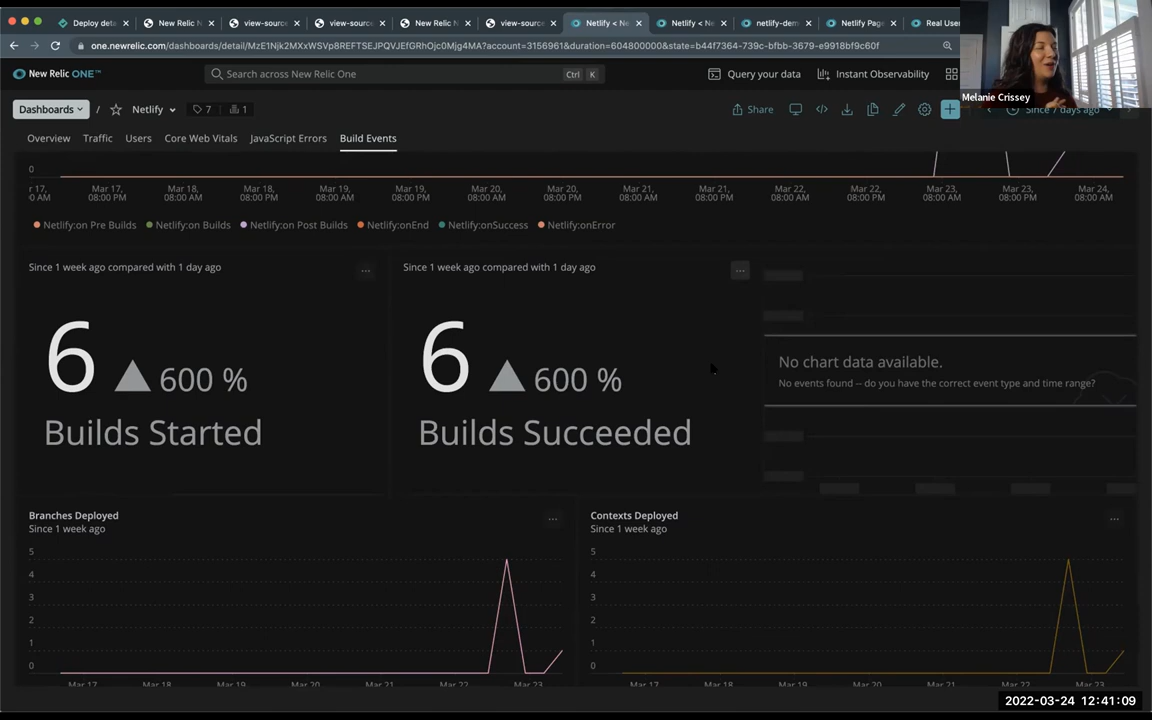 Deploy deta
New Relic N
view-source
view-source
New Relic N
view-source
Netlify < Ne
Netlify < Ne
netlify-dem
Netlify Page
Real User
one.newrelic.com/dashboards/detail/MzE1Njk2MXxWSVp8REFTSEJPQVJEfGRhOjc0Mjg4MA?account=3156961&duration=604800000&state=b44f7364-739c-bfbb-3679-e9918bf9c60f
New Relic ONE™
Search across New Relic One
Ctrl K
Query your data
Instant Observability
Melanie Crissey
Dashboards / Netlify
7
1
Share
Since 7 days ago
Overview Traffic Users Core Web Vitals JavaScript Errors Build Events
0
r 17, Mar 17, Mar 18, Mar 18, Mar 19, Mar 19, Mar 20, Mar 20, Mar 21, Mar 21, Mar 22, Mar 22, Mar 23, Mar 23, Mar 24,
0 AM 08:00 PM 08:00 AM 08:00 PM 08:00 AM 08:00 PM 08:00 AM 08:00 PM 08:00 AM 08:00 PM 08:00 AM 08:00 PM 08:00 AM 08:00 PM 08:00 AM
Netlify:on Pre Builds Netlify:on Builds Netlify:on Post Builds Netlify:onEnd Netlify:onSuccess Netlify:onError
Since 1 week ago compared with 1 day ago
6 600 %
Builds Started
Since 1 week ago compared with 1 day ago
6 600 %
Builds Succeeded
No chart data available.
No events found -- do you have the correct event type and time range?
Branches Deployed
Since 1 week ago
5
4
3
2
1
0
Mar 17 Mar 18 Mar 19 Mar 20 Mar 21 Mar 22 Mar 23
Contexts Deployed
Since 1 week ago
5
4
3
2
1
0
Mar 17 Mar 18 Mar 19 Mar 20 Mar 21 Mar 22 Mar 23
2022-03-24 12:41:09